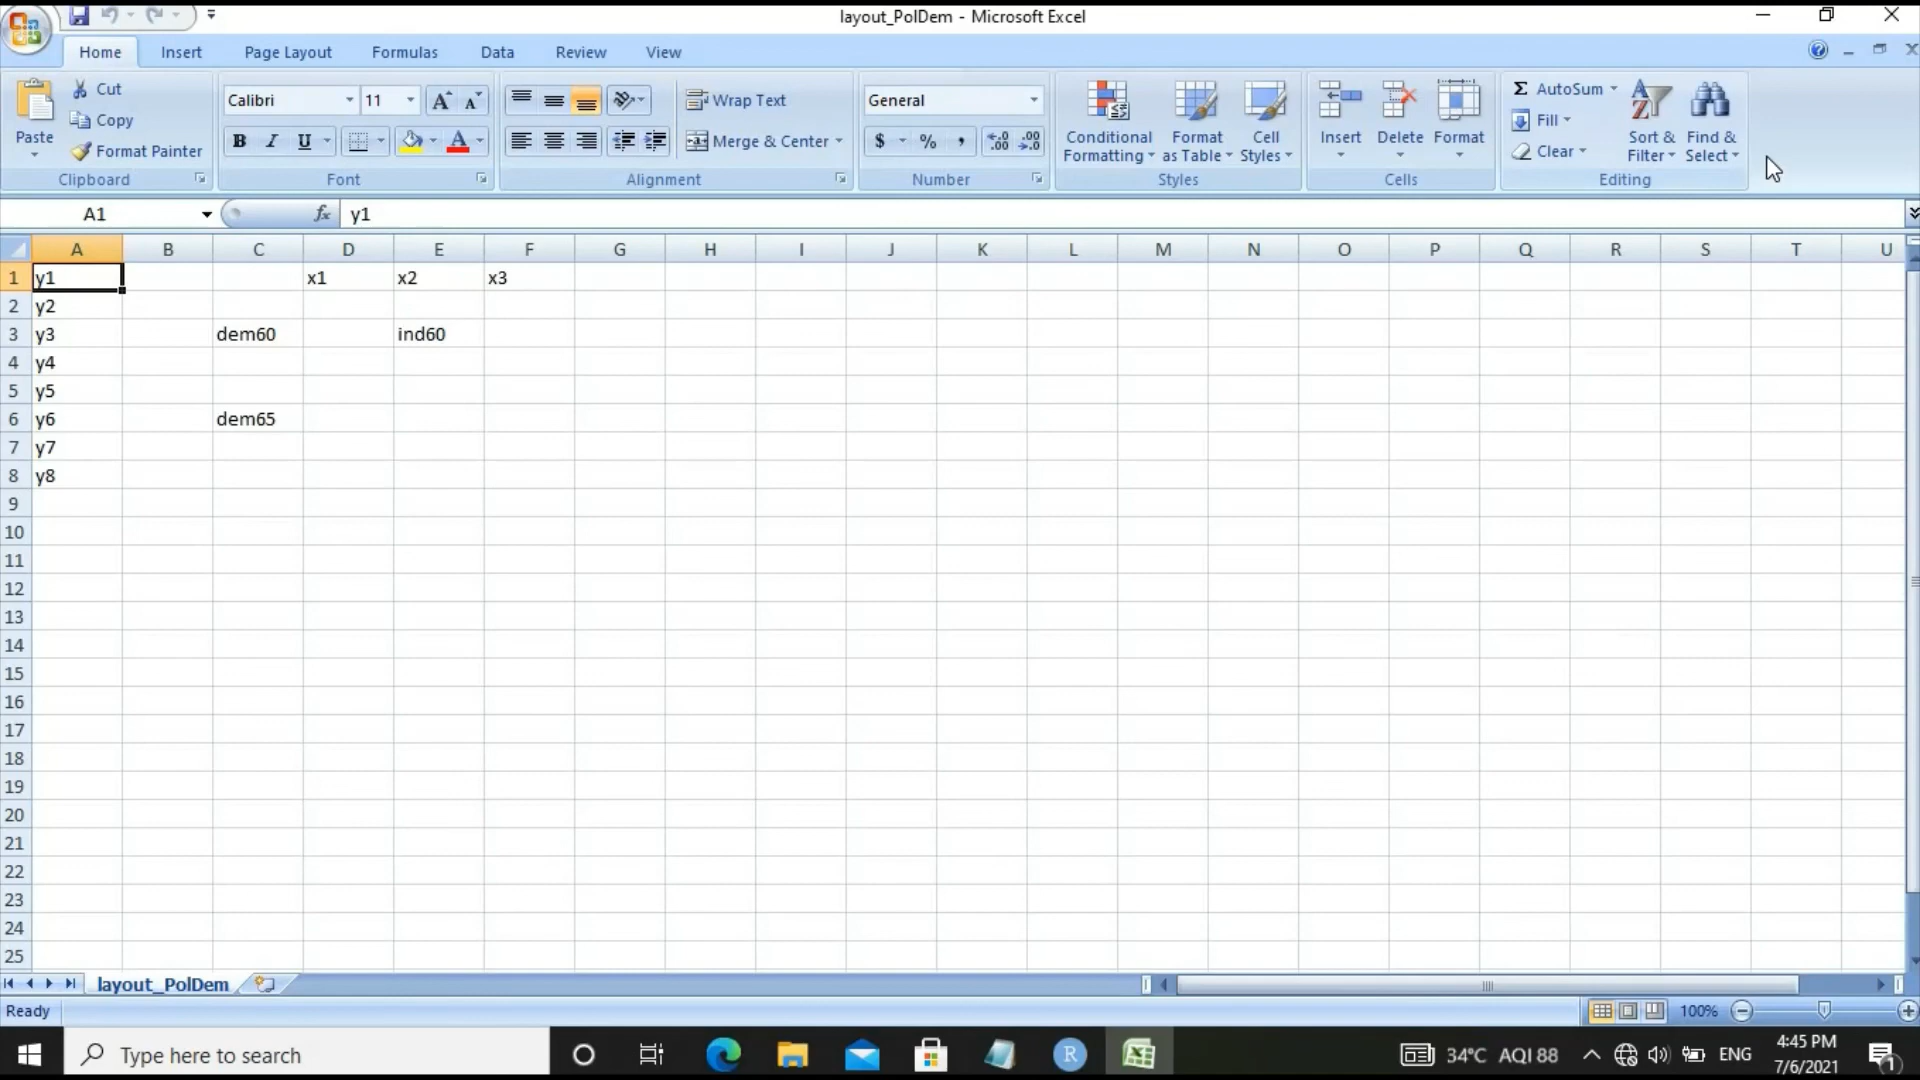 layout_PolDem - Microsoft Excel
Home Insert Page Layout Formulas Data Review View
Paste Cut Copy Format Painter Clipboard
Calibri 11 A A B I U A Font
Wrap Text Merge & Center Alignment
General $ % , .00 .00 Number
Conditional Formatting Format as Table Cell Styles Styles
Insert Delete Format Cells
Σ AutoSum Fill Clear Sort & Filter Find & Select Editing
A1 fx y1
A B C D E F G H I J K L M N O P Q R S T U
1 y1 x1 x2 x3
2 y2
3 y3 dem60 ind60
4 y4
5 y5
6 y6 dem65
7 y7
8 y8
9
10
11
12
13
14
15
16
17
18
19
20
21
22
23
24
25
layout_PolDem
Ready 100%
Type here to search R 34°C AQI 88 ENG 4:45 PM
7/6/2021 1